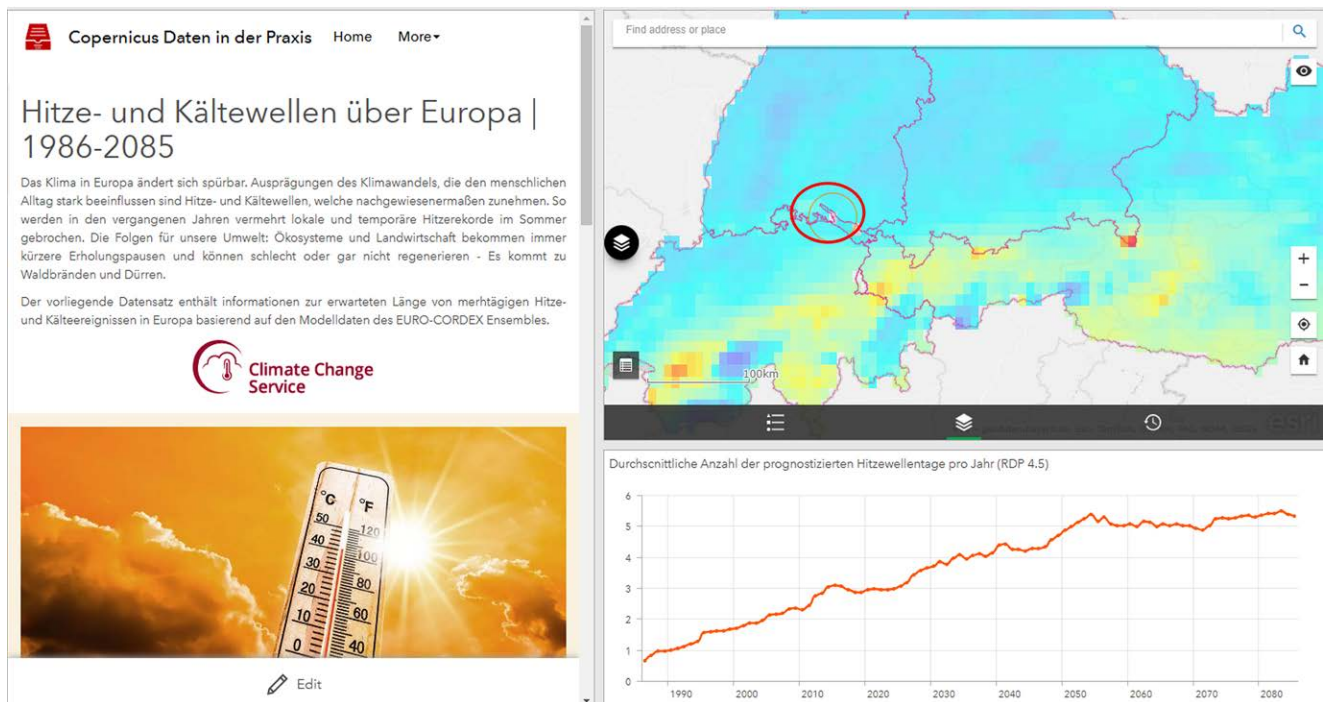 Copernicus Daten in der Praxis Home More
Hitze- und Kältewellen über Europa |
1986-2085
Das Klima in Europa ändert sich spürbar. Ausprägungen des Klimawandels, die den menschlichen
Alltag stark beeinflussen sind Hitze- und Kältewellen, welche nachgewiesenermaßen zunehmen. So
werden in den vergangenen Jahren vermehrt lokale und temporäre Hitzerekorde im Sommer
gebrochen. Die Folgen für unsere Umwelt: Ökosysteme und Landwirtschaft bekommen immer
kürzere Erholungspausen und können schlecht oder gar nicht regenerieren - Es kommt zu
Waldbränden und Dürren.
Der vorliegende Datensatz enthält informationen zur erwarteten Länge von merhtägigen Hitze-
und Kälteereignissen in Europa basierend auf den Modelldaten des EURO-CORDEX Ensembles.
Climate Change
Service
°C °F
50 120
40 100
30 80
20 60
10 40
0
Edit
Find address or place
+
−
100km
esri
Durchscnittliche Anzahl der prognostizierten Hitzewellentage pro Jahr (RDP 4.5)
6
5
4
3
2
1
0
1990 2000 2010 2020 2030 2040 2050 2060 2070 2080